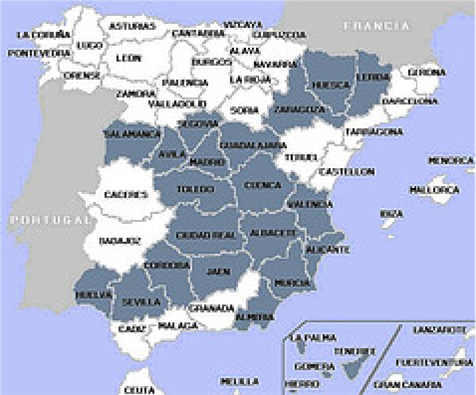 LA CORUÑA
ASTURIAS
VIZCAYA
FRANCIA
CANTABRIA
GUIPUZCOA
LUGO
PONTEVEDRA
ALAVA
LEON
BURGOS
NAVARRA
ORENSE
PALENCIA
LA RIOJA
HUESCA
LERIDA
GERONA
ZAMORA
VALLADOLID
SORIA
ZARAGOZA
BARCELONA
SEGOVIA
SALAMANCA
TARRAGONA
GUADALAJARA
AVILA
MADRID
TERUEL
MENORCA
CASTELLON
TOLEDO
CUENCA
MALLORCA
CACERES
VALENCIA
IBIZA
PORTUGAL
BADAJOZ
CIUDAD REAL
ALBACETE
ALICANTE
CORDOBA
JAEN
MURCIA
HUELVA
SEVILLA
GRANADA
ALMERIA
CADIZ
MALAGA
LANZAROTE
LA PALMA
TENERIFE
GOMERA
FUERTEVENTURA
HIERRO
GRAN CANARIA
CEUTA
MELILLA